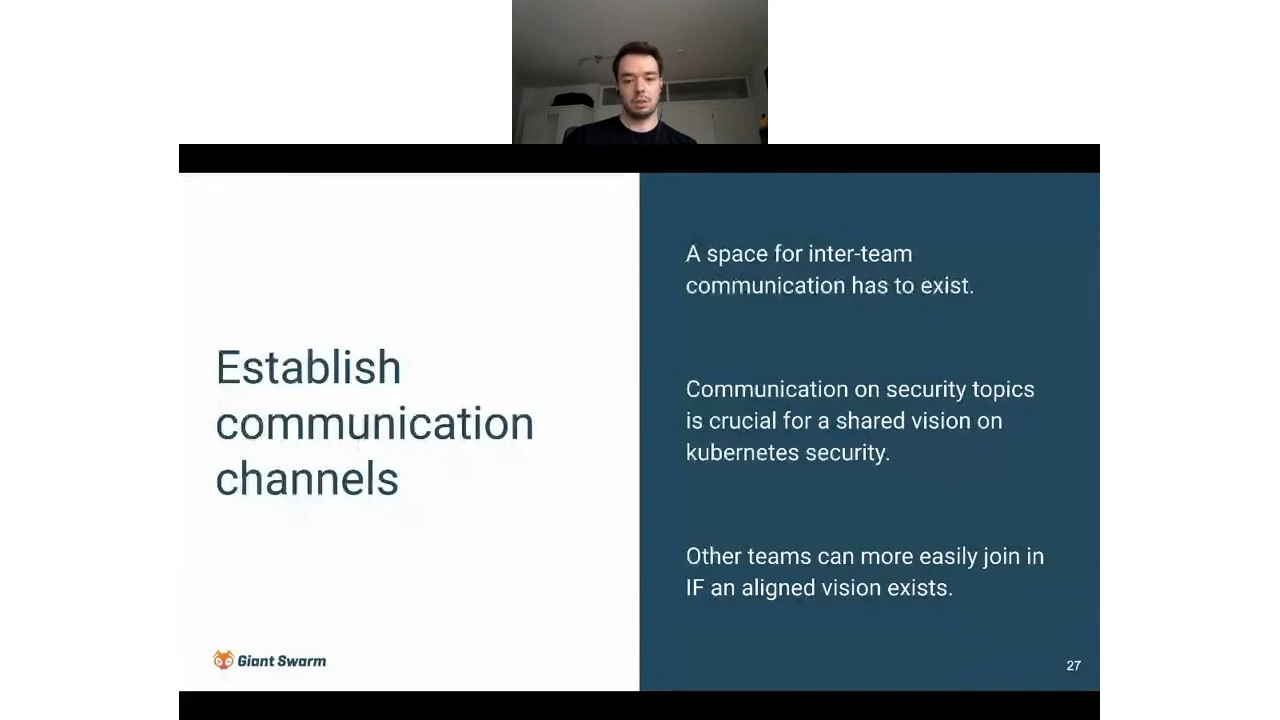 Establish
communication
channels
A space for inter-team
communication has to exist.
Communication on security topics
is crucial for a shared vision on
kubernetes security.
Other teams can more easily join in
IF an aligned vision exists.
Giant Swarm
27